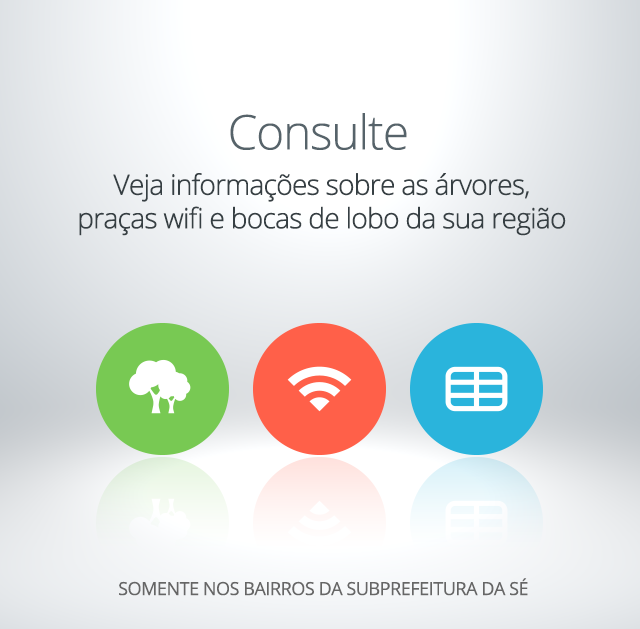 Consulte
Veja informações sobre as árvores,
praças wifi e bocas de lobo da sua região
SOMENTE NOS BAIRROS DA SUBPREFEITURA DA SÉ